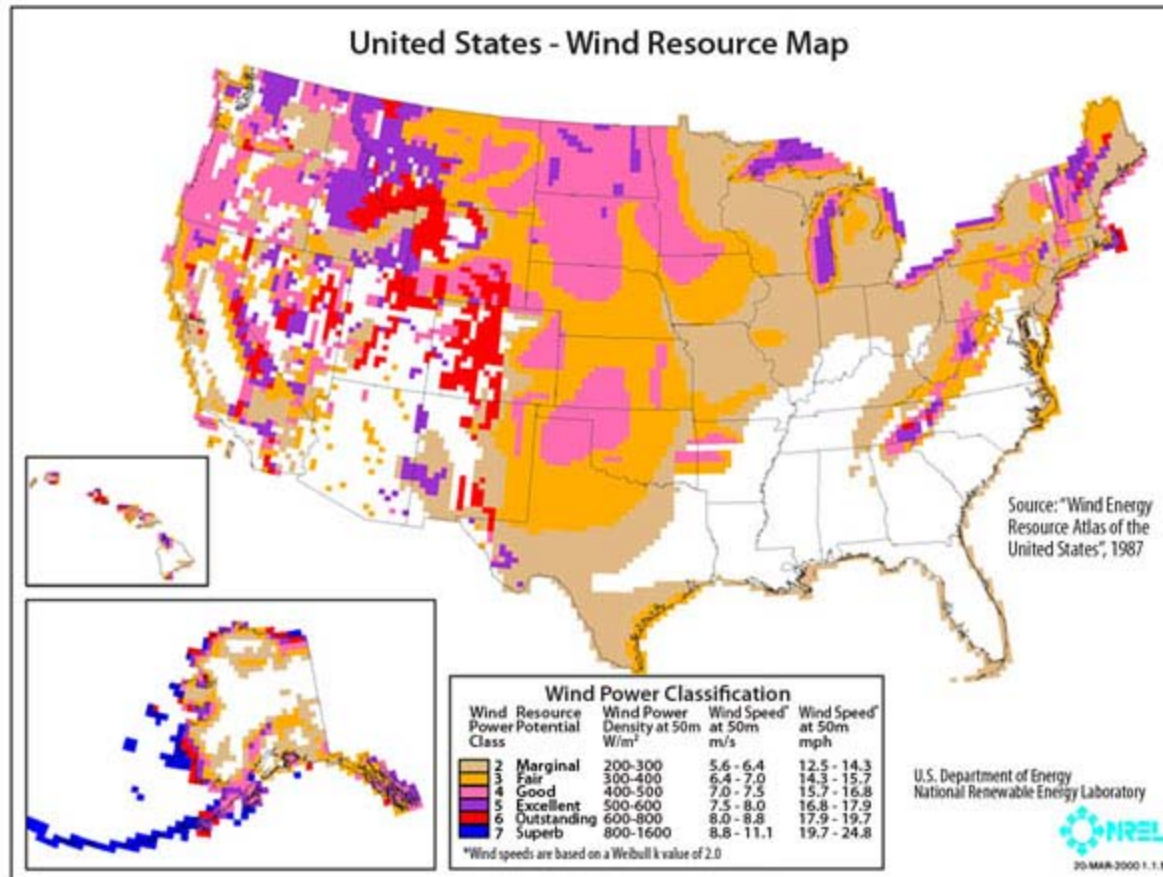 United States - Wind Resource Map
Source: "Wind Energy
Resource Atlas of the
United States", 1987
Wind Power Classification
Wind Power Class Resource Potential Wind Power Density at 50m W/m² Wind Speed* at 50m m/s Wind Speed* at 50m mph
2 Marginal 200-300 5.6 - 6.4 12.5 - 14.3
3 Fair 300-400 6.4 - 7.0 14.3 - 15.7
4 Good 400-500 7.0 - 7.5 15.7 - 16.8
5 Excellent 500-600 7.5 - 8.0 16.8 - 17.9
6 Outstanding 600-800 8.0 - 8.8 17.9 - 19.7
7 Superb 800-1600 8.8 - 11.1 19.7 - 24.8
*Wind speeds are based on a Weibull k value of 2.0
U.S. Department of Energy
National Renewable Energy Laboratory
NREL
20-MAR-2000